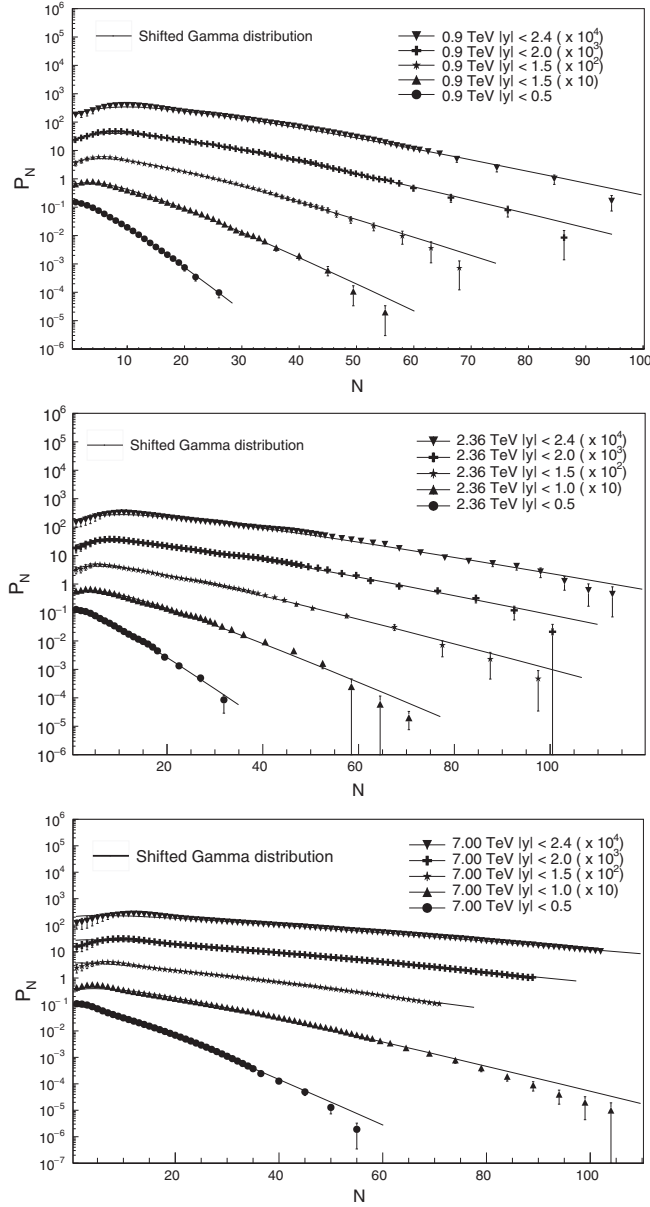 10^6
10^5
10^4
10^3
10^2
10
1
10^-1
10^-2
10^-3
10^-4
10^-5
10^-6
P_N
Shifted Gamma distribution
0.9 TeV |y| < 2.4 ( x 10^4)
0.9 TeV |y| < 2.0 ( x 10^3)
0.9 TeV |y| < 1.5 ( x 10^2)
0.9 TeV |y| < 1.5 ( x 10)
0.9 TeV |y| < 0.5
10 20 30 40 50 60 70 80 90 100
N
10^6
10^5
10^4
10^3
10^2
10
1
10^-1
10^-2
10^-3
10^-4
10^-5
10^-6
P_N
Shifted Gamma distribution
2.36 TeV |y| < 2.4 ( x 10^4)
2.36 TeV |y| < 2.0 ( x 10^3)
2.36 TeV |y| < 1.5 ( x 10^2)
2.36 TeV |y| < 1.0 ( x 10)
2.36 TeV |y| < 0.5
20 40 60 80 100
N
10^6
10^5
10^4
10^3
10^2
10
1
10^-1
10^-2
10^-3
10^-4
10^-5
10^-6
10^-7
P_N
Shifted Gamma distribution
7.00 TeV |y| < 2.4 ( x 10^4)
7.00 TeV |y| < 2.0 ( x 10^3)
7.00 TeV |y| < 1.5 ( x 10^2)
7.00 TeV |y| < 1.0 ( x 10)
7.00 TeV |y| < 0.5
20 40 60 80 100
N